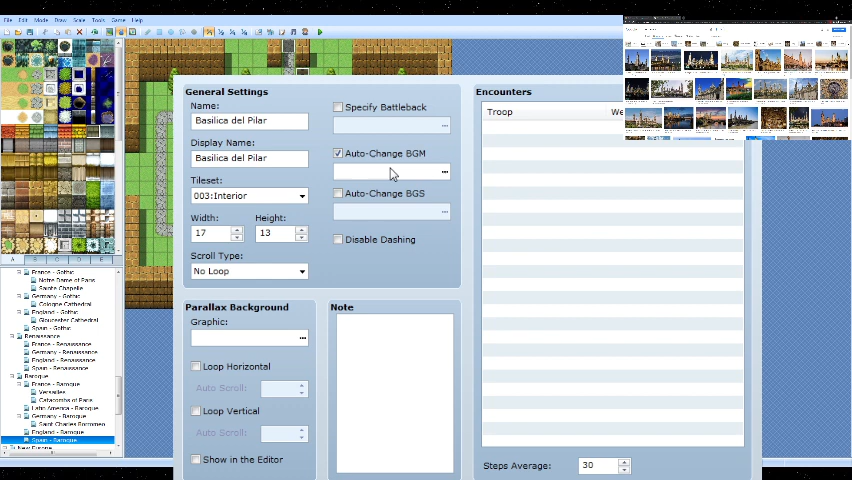 File Edit Mode Draw Scale Tools Game Help
General Settings
Name:
Basilica del Pilar
Display Name:
Basilica del Pilar
Tileset:
003:Interior
Width:
Height:
17
13
Scroll Type:
No Loop
Specify Battleback
Auto-Change BGM
Auto-Change BGS
Disable Dashing
Parallax Background
Graphic:
Loop Horizontal
Auto Scroll:
Loop Vertical
Auto Scroll:
Show in the Editor
Note
Encounters
Troop
We
Steps Average:
30
A B C D E
France - Gothic
Notre Dame of Paris
Sainte Chapelle
Germany - Gothic
Cologne Cathedral
England - Gothic
Gloucester Cathedral
Spain - Gothic
Renaissance
France - Renaissance
Germany - Renaissance
England - Renaissance
Spain - Renaissance
Baroque
France - Baroque
Versailles
Catacombs of Paris
Latin America - Baroque
Germany - Baroque
Saint Charles Borromeo
England - Baroque
Spain - Baroque
New Europe